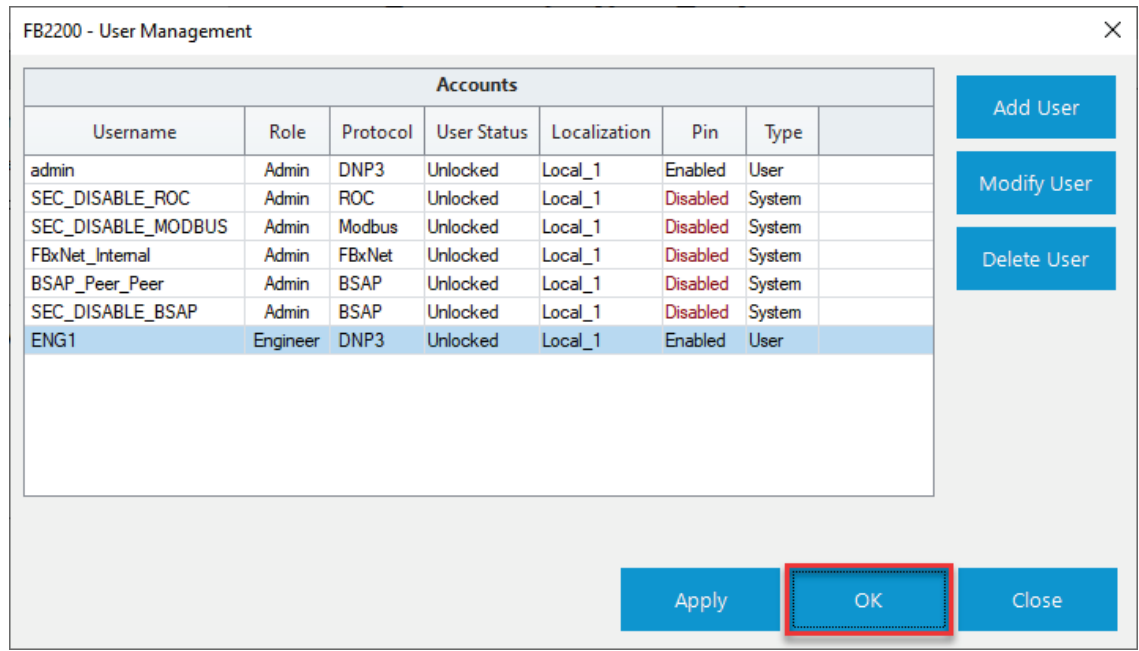 FB2200 - User Management
Accounts
Username Role Protocol User Status Localization Pin Type
admin Admin DNP3 Unlocked Local_1 Enabled User
SEC_DISABLE_ROC Admin ROC Unlocked Local_1 Disabled System
SEC_DISABLE_MODBUS Admin Modbus Unlocked Local_1 Disabled System
FBxNet_Internal Admin FBxNet Unlocked Local_1 Disabled System
BSAP_Peer_Peer Admin BSAP Unlocked Local_1 Disabled System
SEC_DISABLE_BSAP Admin BSAP Unlocked Local_1 Disabled System
ENG1 Engineer DNP3 Unlocked Local_1 Enabled User
Add User
Modify User
Delete User
Apply OK Close